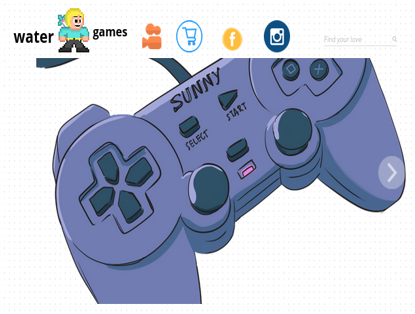 water games
Find your love
SUNNY
SELECT
START